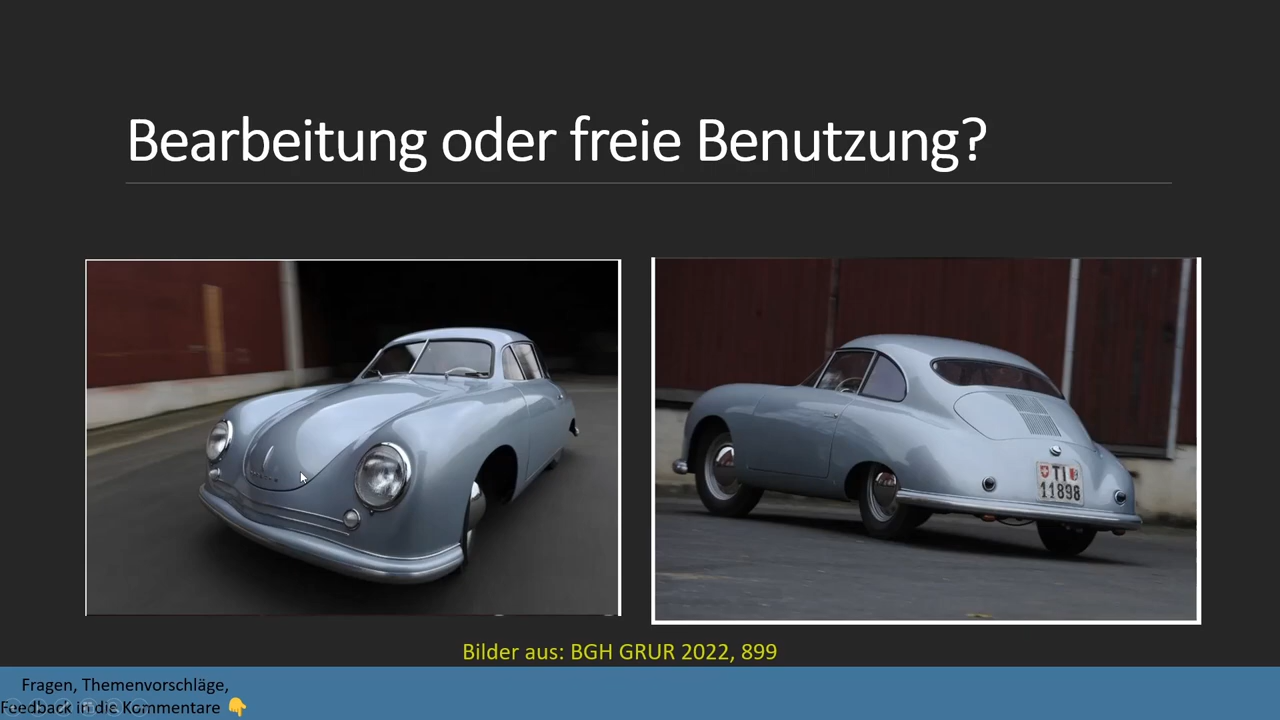 Bearbeitung oder freie Benutzung?
TI
11898
Bilder aus: BGH GRUR 2022, 899
Fragen, Themenvorschläge,
Feedback in die Kommentare 👇